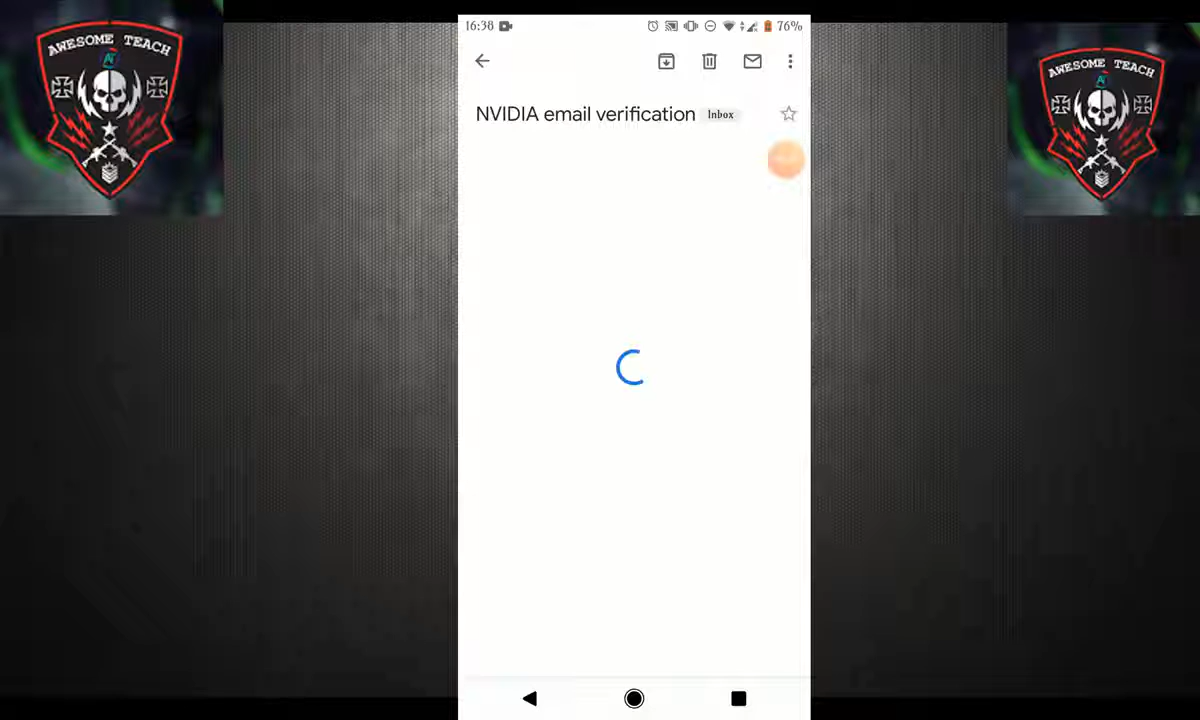 AWESOME TEACH
16:38
76%
NVIDIA email verification
Inbox
AWESOME TEACH